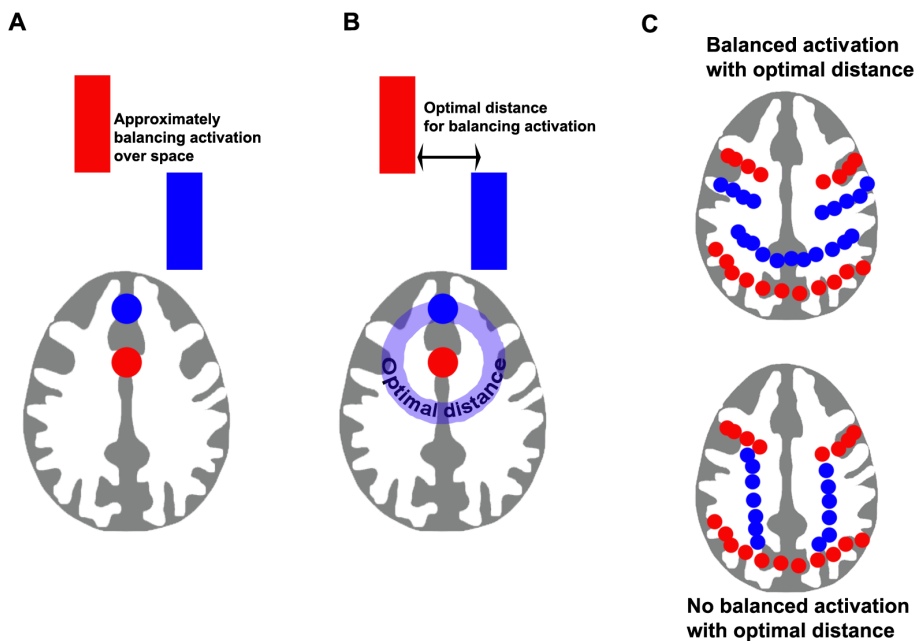 A
Approximately
balancing activation
over space
B
Optimal distance
for balancing activation
Optimal distance
C
Balanced activation
with optimal distance
No balanced activation
with optimal distance